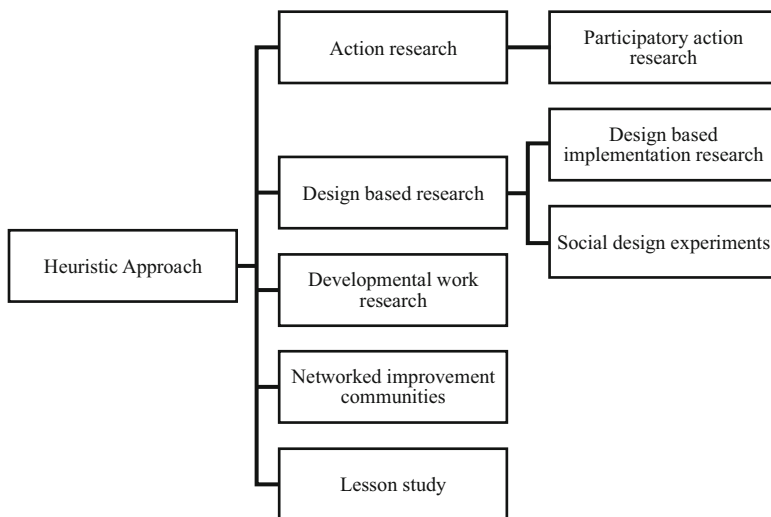 Action research
Participatory action
research
Design based
implementation research
Design based research
Social design experiments
Heuristic Approach
Developmental work
research
Networked improvement
communities
Lesson study